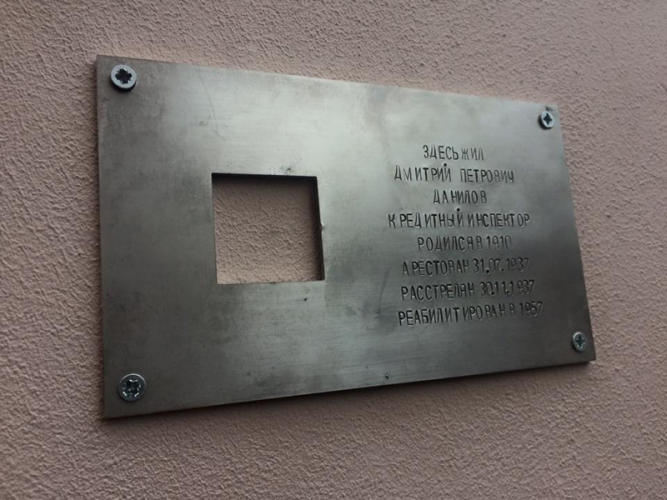 ЗДЕСЬ ЖИЛ
ДМИТРИЙ ПЕТРОВИЧ
ДАНИЛОВ
КРЕДИТНЫЙ ИНСПЕКТОР
РОДИЛСЯ В 1910
АРЕСТОВАН 31.07.1937
РАССТРЕЛЯН 30.11.1937
РЕАБИЛИТИРОВАН В 1957